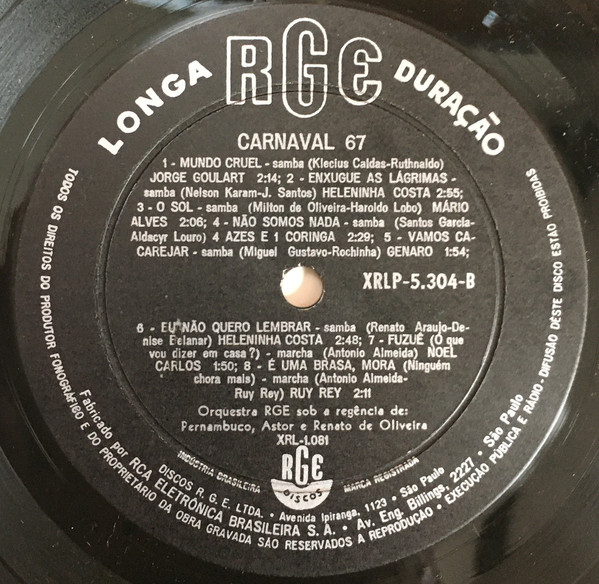 LONGA RGE DURAÇÃO
CARNAVAL 67
1 - MUNDO CRUEL - samba (Klecius Caldas-Ruthnaldo)
JORGE GOULART 2:14; 2 - ENXUGUE AS LÁGRIMAS -
samba (Nelson Karam-J. Santos) HELENINHA COSTA 2:55;
3 - O SOL - samba (Milton de Oliveira-Haroldo Lobo) MÁRIO
ALVES 2:06; 4 - NÃO SOMOS NADA - samba (Santos Garcia-
Aldacyr Louro) 4 AZES E 1 CORINGA 2:29; 5 - VAMOS CA-
CAREJAR - samba (Miguel Gustavo-Rochinha) GENARO 1:54;
XRLP-5.304-B
6 - EU NÃO QUERO LEMBRAR - samba (Renato Araujo-De-
nise Belanar) HELENINHA COSTA 2:48; 7 - FUZUÊ (O que
vou dizer em casa?) - marcha (Antonio Almeida) NOEL
CARLOS 1:50; 8 - É UMA BRASA, MORA (Ninguém
chora mais) - marcha (Antonio Almeida-
Ruy Rey) RUY REY 2:11
Orquestra RGE sob a regência de:
Pernambuco, Astor e Renato de Oliveira
XRL-1.081
INDÚSTRIA BRASILEIRA RGE DISCOS MARCA REGISTRADA
DISCOS R. G. E. LTDA. • Avenida Ipiranga, 1123 • São Paulo
Fabricado por RCA ELETRÔNICA BRASILEIRA S. A. • Av. Eng. Billings, 2227 • São Paulo
TODOS OS DIREITOS DO PRODUTOR FONOGRÁFICO E DO PROPRIETÁRIO DA OBRA GRAVADA SÃO RESERVADOS A REPRODUÇÃO • EXECUÇÃO PÚBLICA E RÁDIO-DIFUSÃO DÊSTE DISCO ESTÃO PROIBIDAS